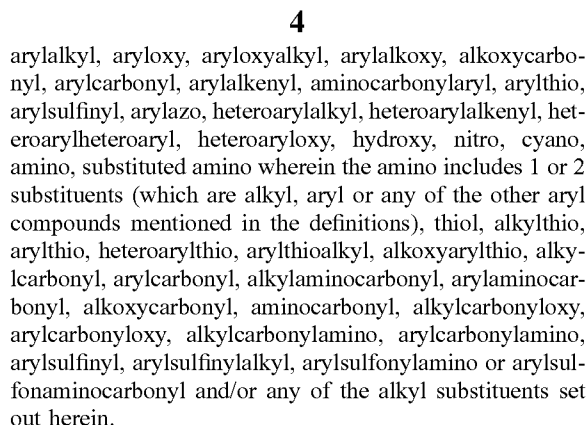 4
arylalkyl, aryloxy, aryloxyalkyl, arylalkoxy, alkoxycarbo-
nyl, arylcarbonyl, arylalkenyl, aminocarbonylaryl, arylthio,
arylsulfinyl, arylazo, heteroarylalkyl, heteroarylalkenyl, het-
eroarylheteroaryl, heteroaryloxy, hydroxy, nitro, cyano,
amino, substituted amino wherein the amino includes 1 or 2
substituents (which are alkyl, aryl or any of the other aryl
compounds mentioned in the definitions), thiol, alkylthio,
arylthio, heteroarylthio, arylthioalkyl, alkoxyarylthio, alky-
lcarbonyl, arylcarbonyl, alkylaminocarbonyl, arylaminocar-
bonyl, alkoxycarbonyl, aminocarbonyl, alkylcarbonyloxy,
arylcarbonyloxy, alkylcarbonylamino, arylcarbonylamino,
arylsulfinyl, arylsulfinylalkyl, arylsulfonylamino or arylsul-
fonaminocarbonyl and/or any of the alkyl substituents set
out herein.